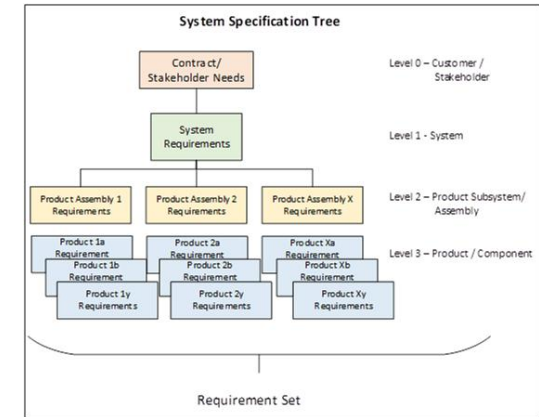 System Specification Tree
Contract/
Stakeholder Needs
Level 0 – Customer /
Stakeholder
System
Requirements
Level 1 - System
Product Assembly 1
Requirements
Product Assembly 2
Requirements
Product Assembly X
Requirements
Level 2 – Product Subsystem/
Assembly
Product 1a
Requirement
Product 2a
Requirement
Product Xa
Requirement
Level 3 – Product / Component
Product 1b
Requirement
Product 2b
Requirement
Product Xb
Requirement
Product 1y
Requirements
Product 2y
Requirements
Product Xy
Requirements
Requirement Set